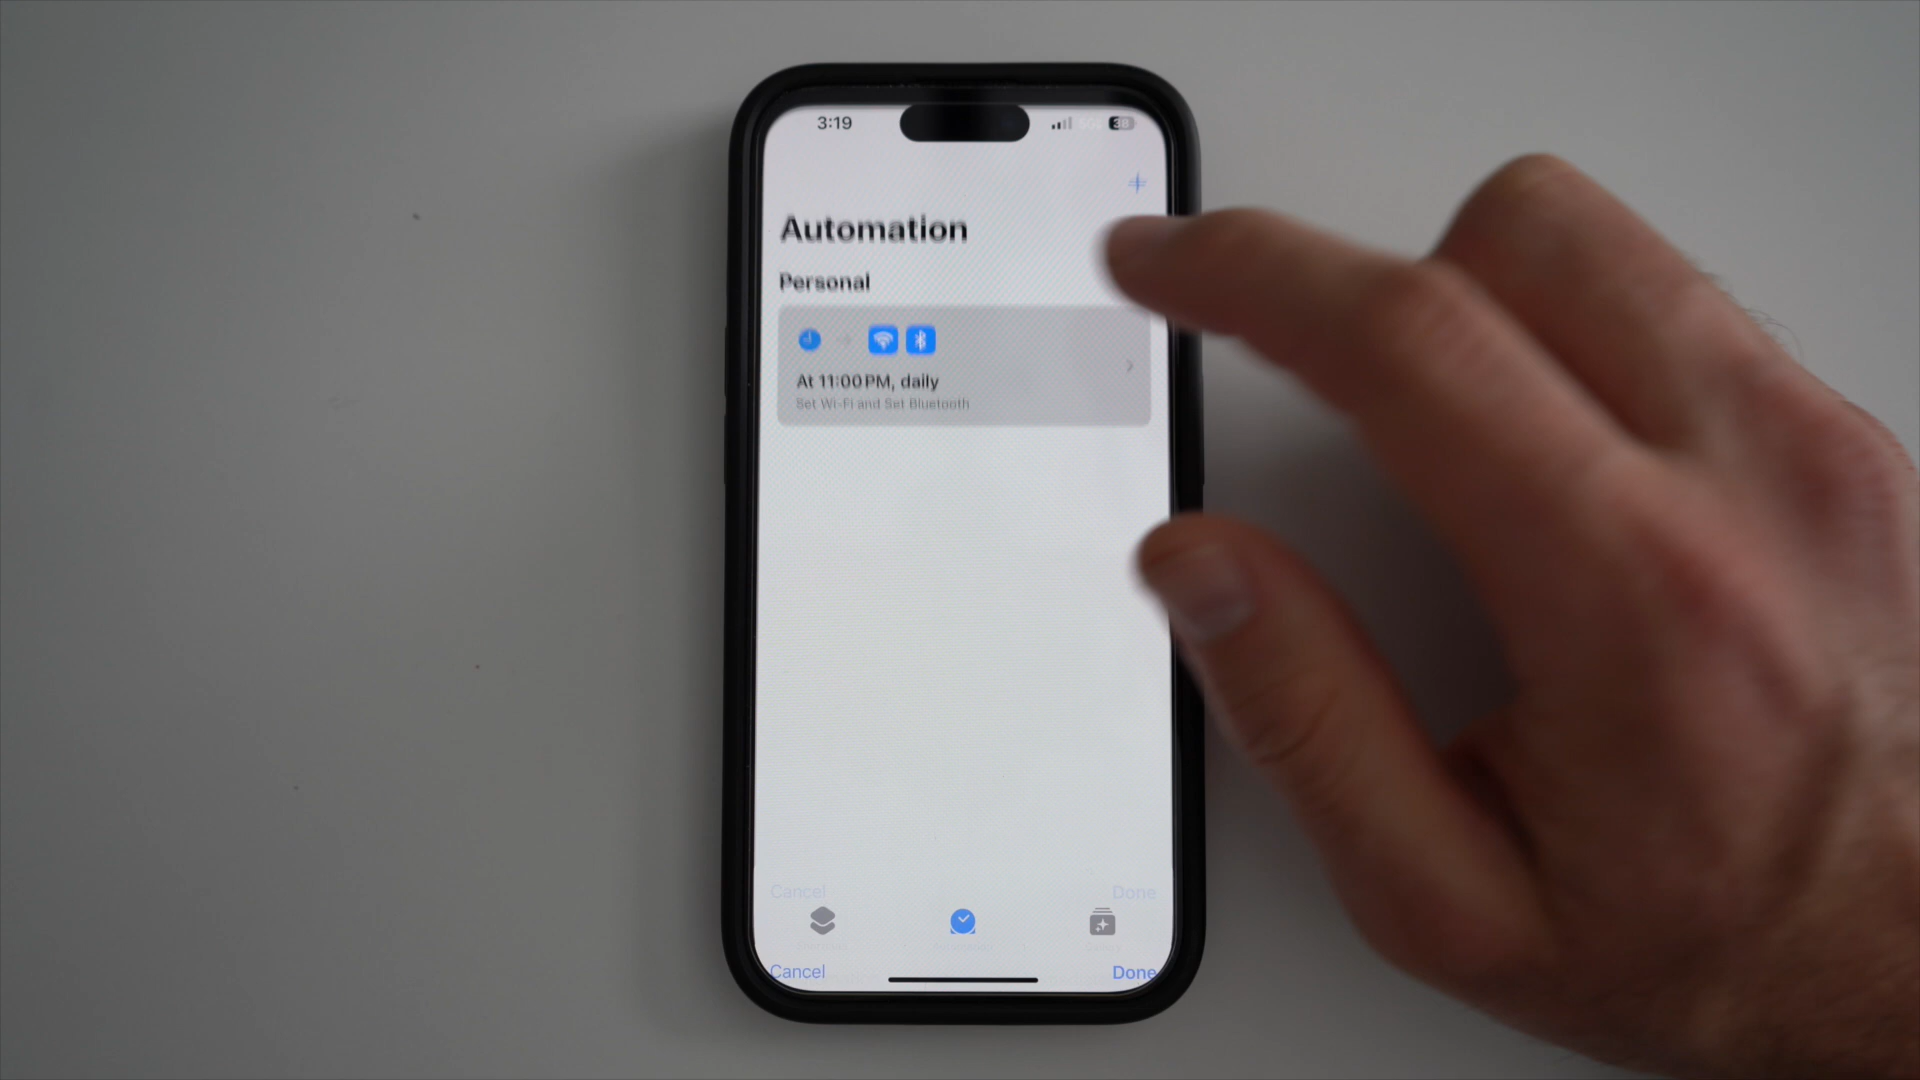 3:19
38
Automation
Personal
At 11:00 PM, daily
Set Wi-Fi and Set Bluetooth
Cancel Done
Cancel Done